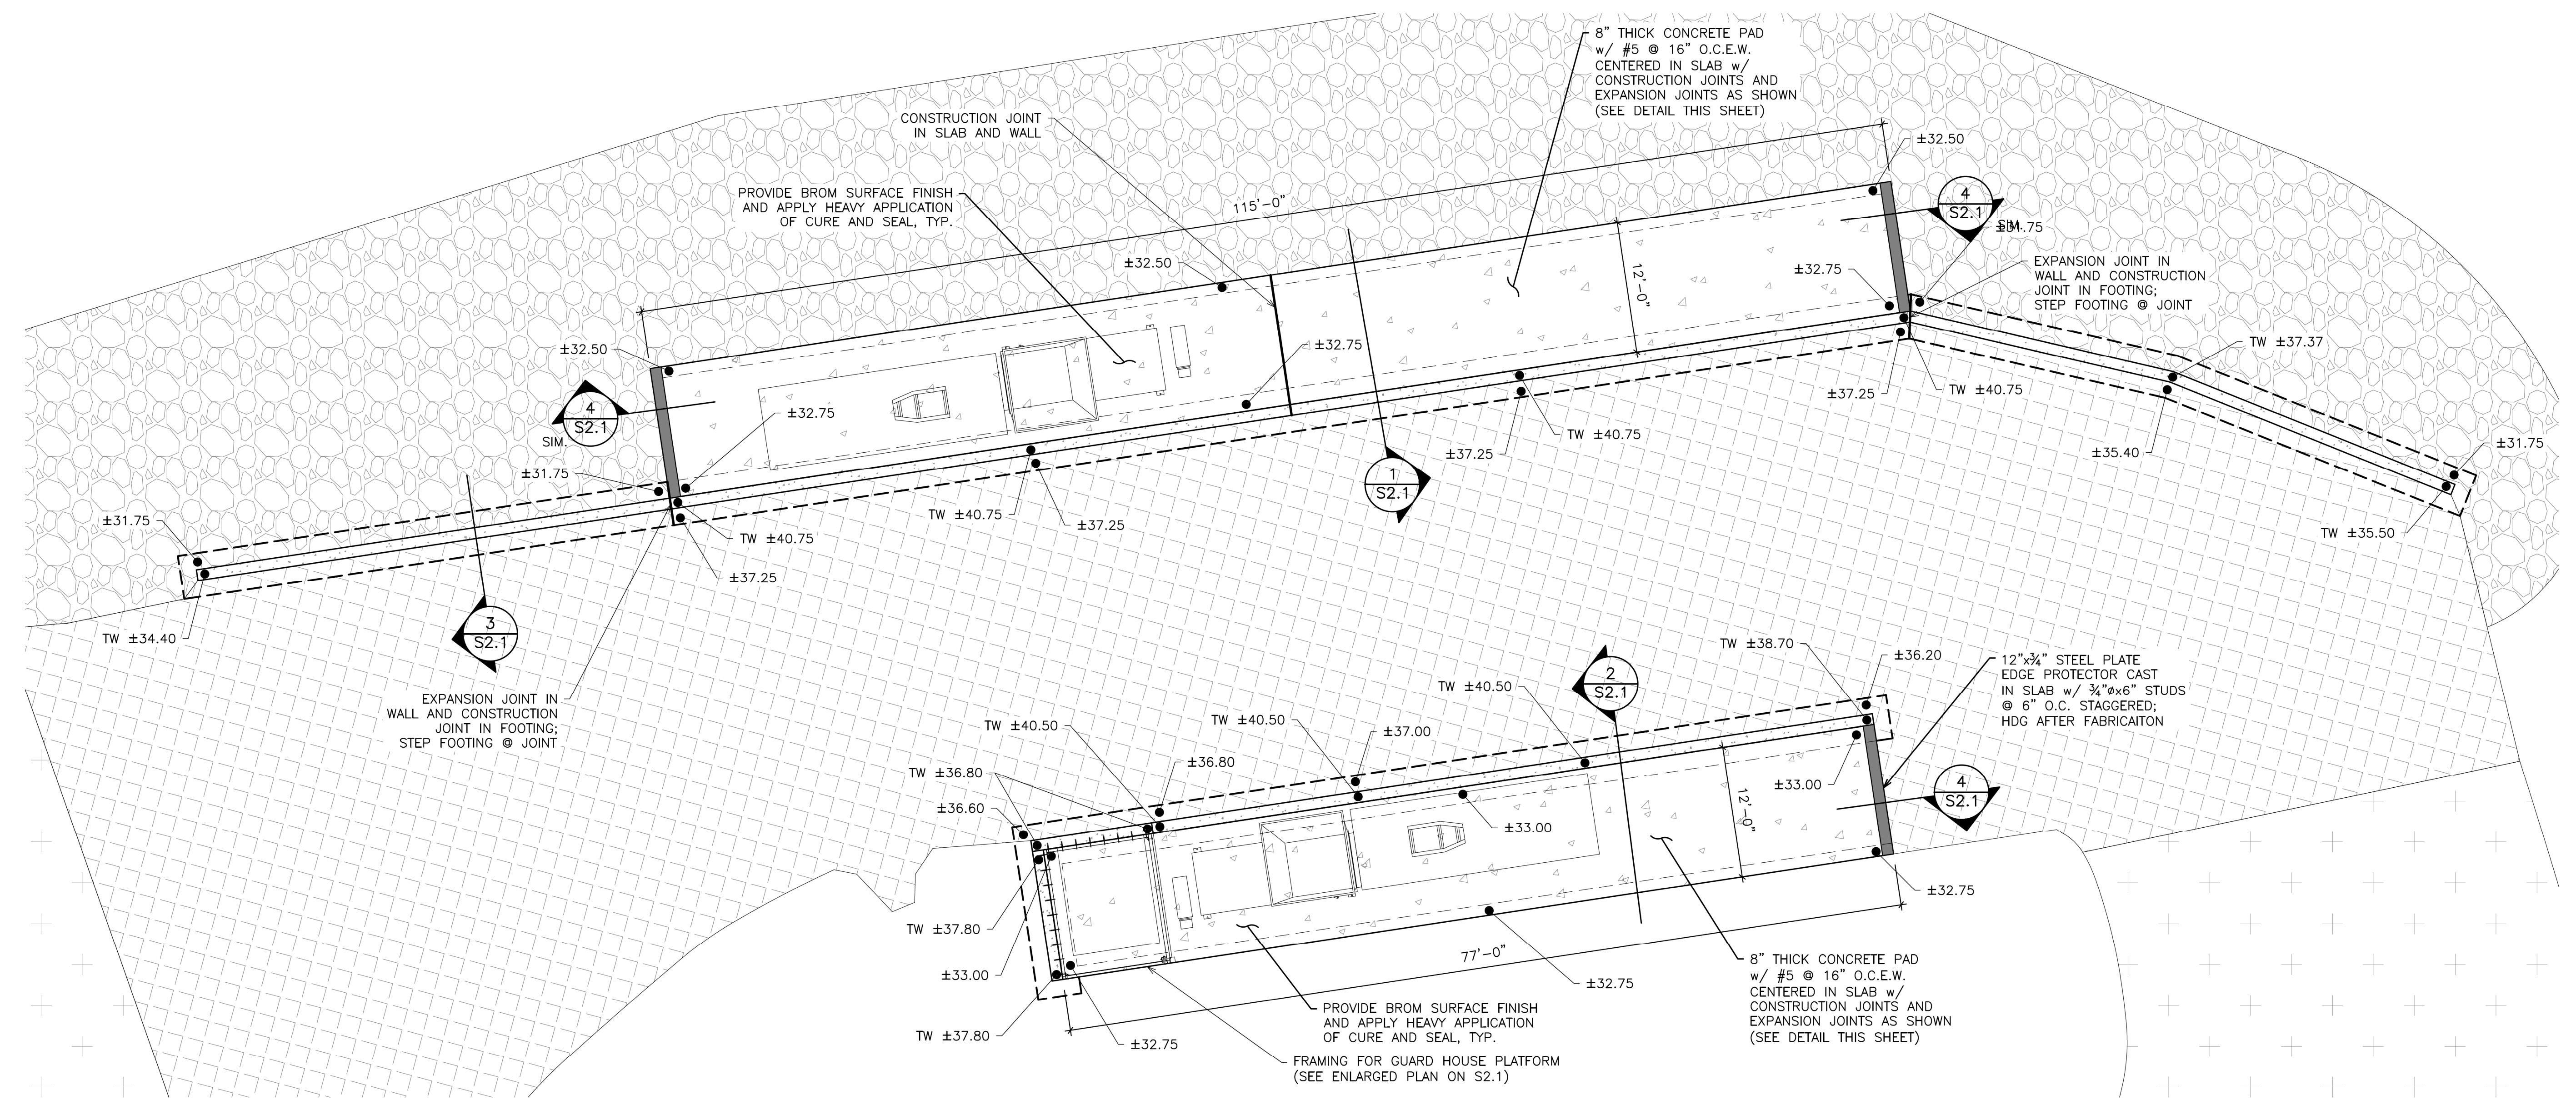 8" THICK CONCRETE PAD
w/ #5 @ 16" O.C.E.W.
CENTERED IN SLAB w/
CONSTRUCTION JOINTS AND
EXPANSION JOINTS AS SHOWN
(SEE DETAIL THIS SHEET)
CONSTRUCTION JOINT
IN SLAB AND WALL
±32.50
PROVIDE BROM SURFACE FINISH
AND APPLY HEAVY APPLICATION
OF CURE AND SEAL, TYP.
115'-0"
4
S2.1
SIM.
±31.75
±32.50
12'-0"
±32.75
EXPANSION JOINT IN
WALL AND CONSTRUCTION
JOINT IN FOOTING;
STEP FOOTING @ JOINT
±32.50
±32.75
TW ±37.37
4
S2.1
SIM.
±32.75
±37.25
TW ±40.75
TW ±40.75
±37.25
±35.40
±31.75
±31.75
1
S2.1
±31.75
TW ±40.75
±37.25
TW ±35.50
TW ±40.75
±37.25
TW ±34.40
3
S2.1
TW ±38.70
±36.20
12"x¾" STEEL PLATE
EDGE PROTECTOR CAST
IN SLAB w/ ¾"øx6" STUDS
@ 6" O.C. STAGGERED;
HDG AFTER FABRICAITON
2
S2.1
TW ±40.50
EXPANSION JOINT IN
WALL AND CONSTRUCTION
JOINT IN FOOTING;
STEP FOOTING @ JOINT
TW ±40.50
TW ±40.50
±37.00
±36.80
TW ±36.80
±36.60
±33.00
4
S2.1
12'-0"
±33.00
±32.75
TW ±37.80
±33.00
77'-0"
±32.75
8" THICK CONCRETE PAD
w/ #5 @ 16" O.C.E.W.
CENTERED IN SLAB w/
CONSTRUCTION JOINTS AND
EXPANSION JOINTS AS SHOWN
(SEE DETAIL THIS SHEET)
PROVIDE BROM SURFACE FINISH
AND APPLY HEAVY APPLICATION
OF CURE AND SEAL, TYP.
TW ±37.80
±32.75
FRAMING FOR GUARD HOUSE PLATFORM
(SEE ENLARGED PLAN ON S2.1)